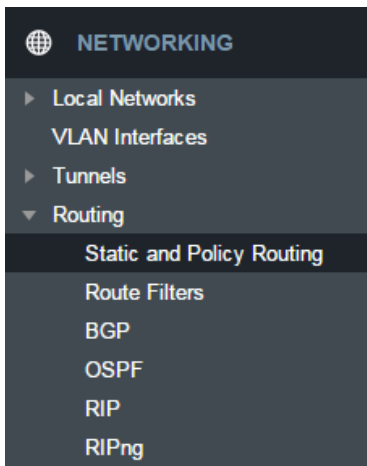 NETWORKING
Local Networks
VLAN Interfaces
Tunnels
Routing
Static and Policy Routing
Route Filters
BGP
OSPF
RIP
RIPng